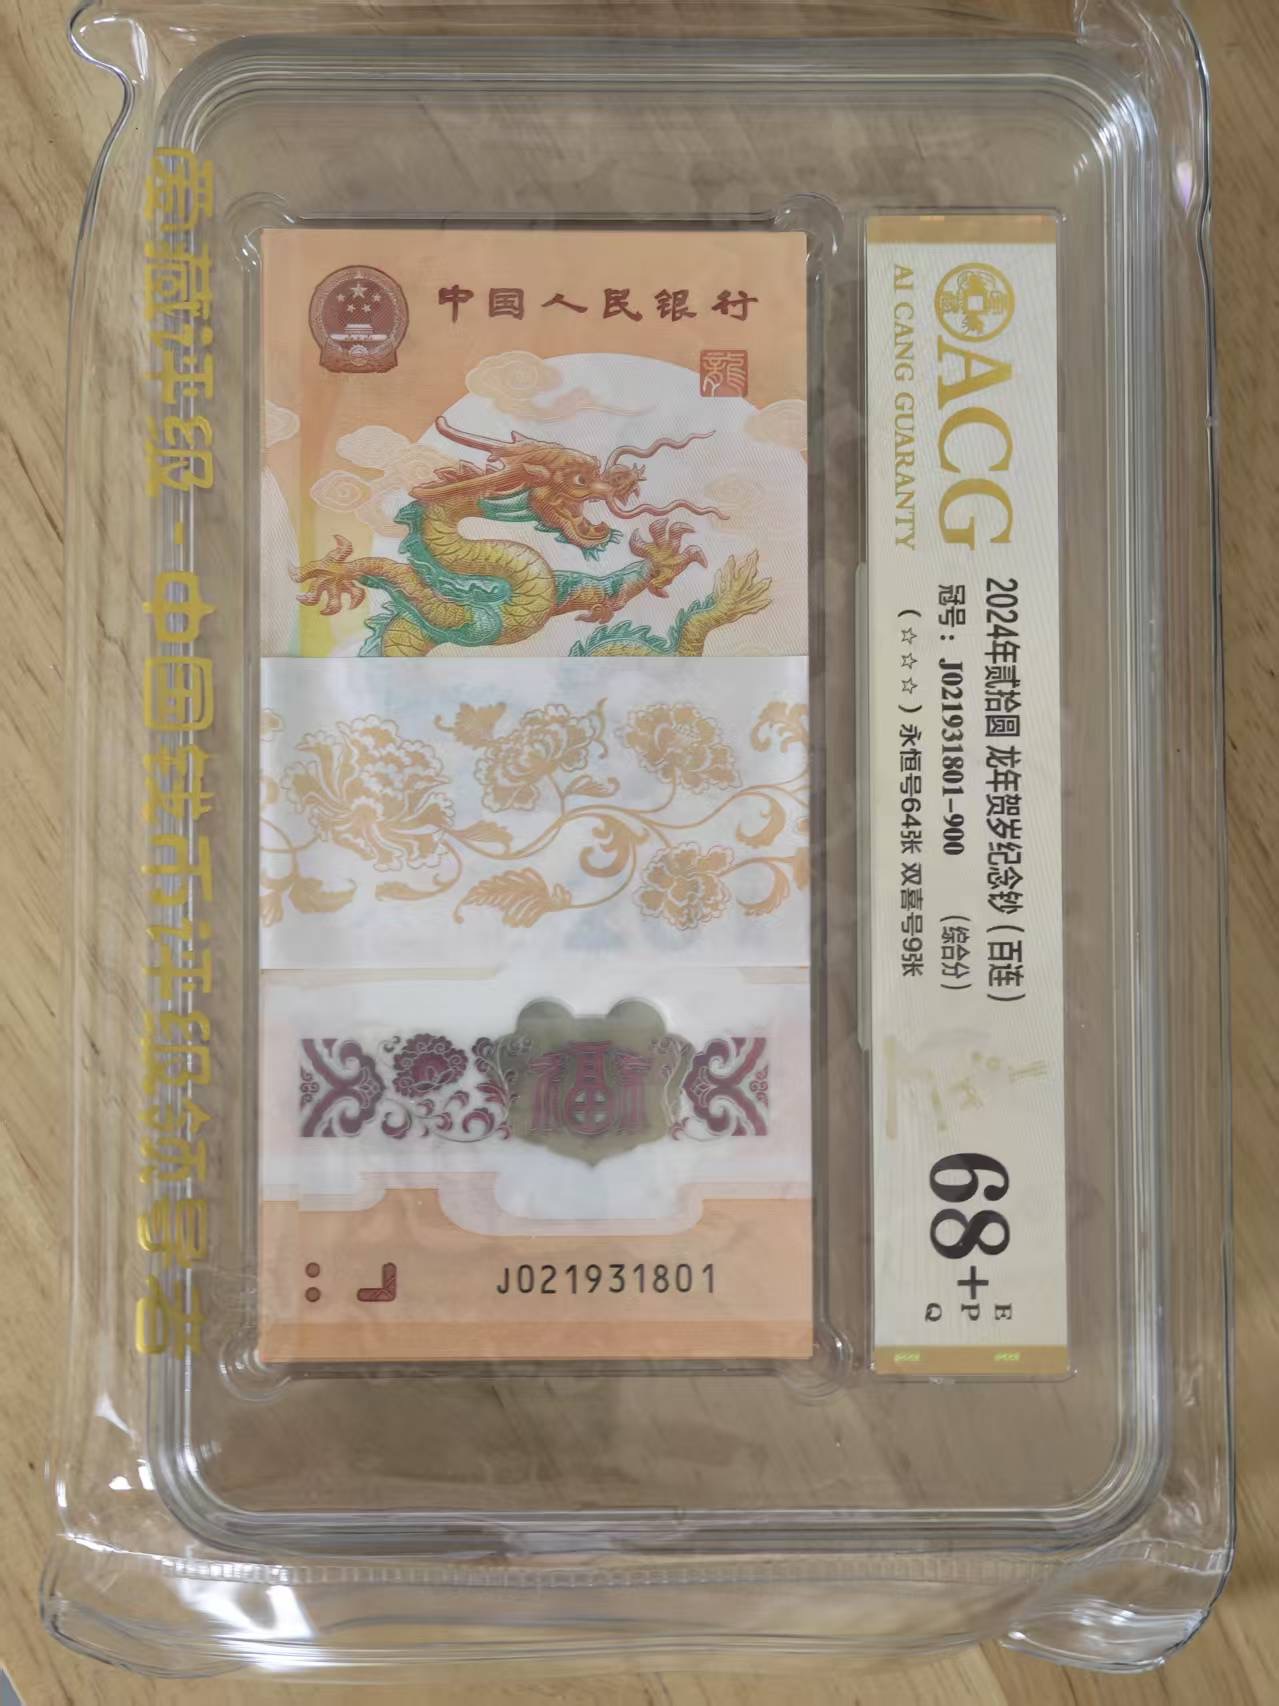 爱藏评级 - 中国钱币评级领导者
中国人民银行
龍
福
J021931801
ACG
AI CANG GUARANTY
2024年贰拾圆 龙年贺岁纪念钞 (百连)
冠号: J021931801-900 (综合分)
(☆☆☆) 永恒号64张 双喜号9张
68+
E
P
Q